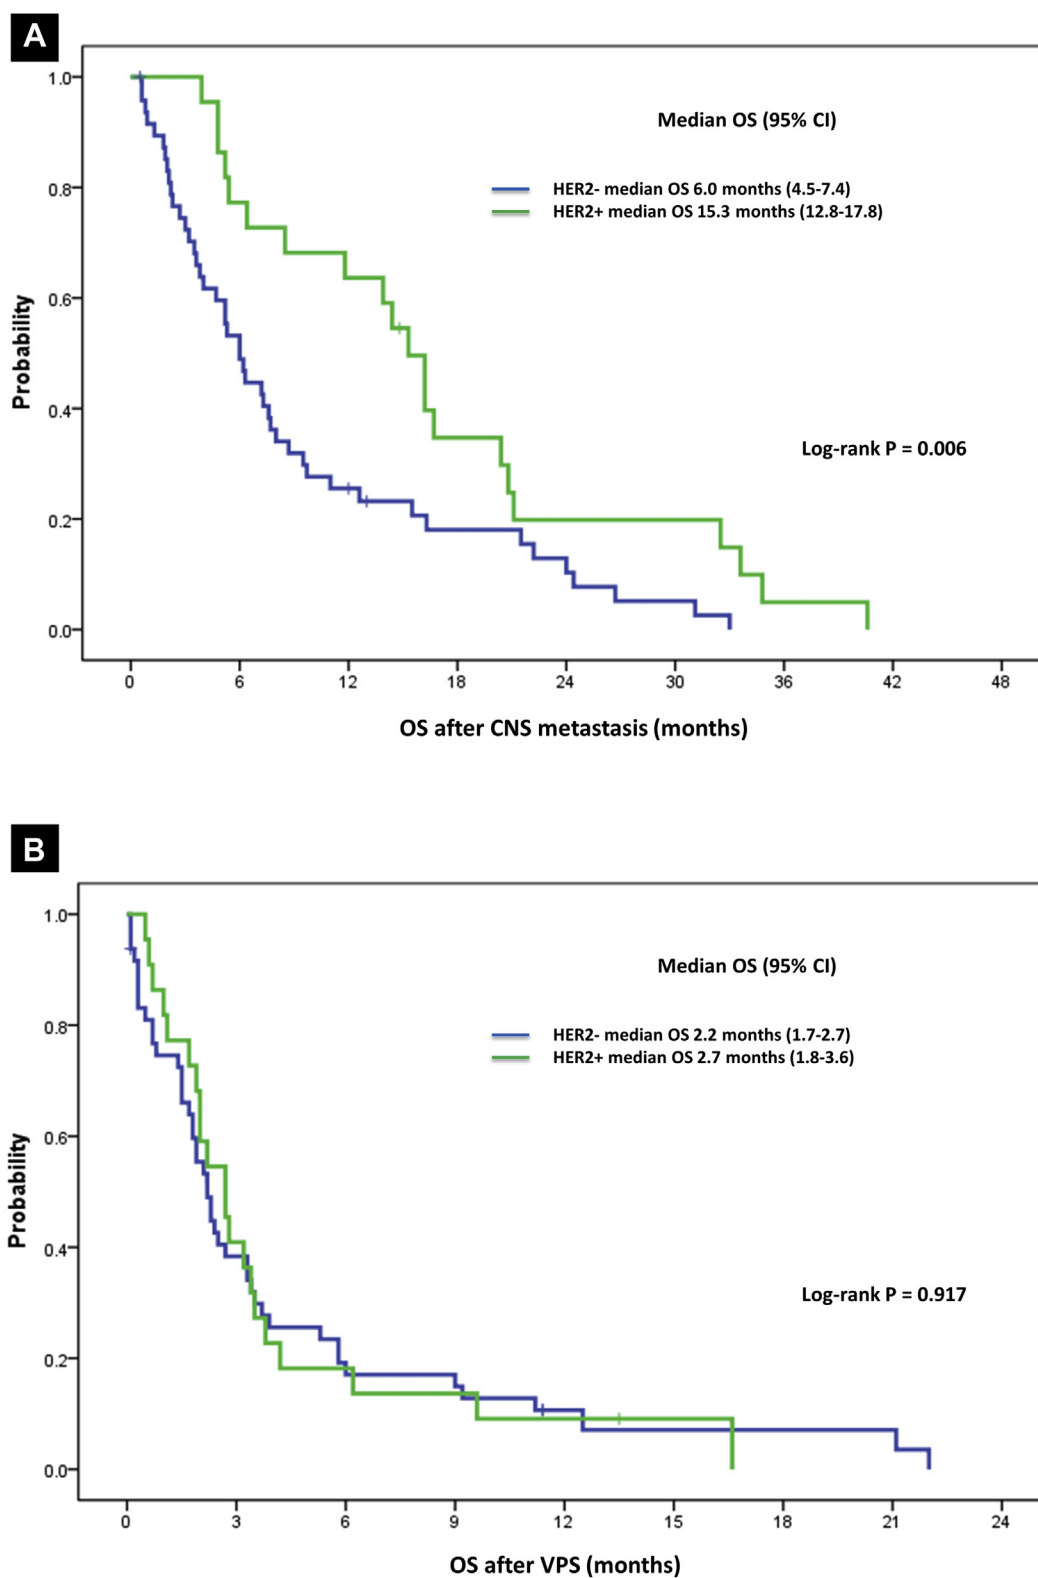 A
Median OS (95% CI)
HER2- median OS 6.0 months (4.5-7.4)
HER2+ median OS 15.3 months (12.8-17.8)
Log-rank P = 0.006
Probability
1.0
0.8
0.6
0.4
0.2
0.0
0 6 12 18 24 30 36 42 48
OS after CNS metastasis (months)
B
Median OS (95% CI)
HER2- median OS 2.2 months (1.7-2.7)
HER2+ median OS 2.7 months (1.8-3.6)
Log-rank P = 0.917
Probability
1.0
0.8
0.6
0.4
0.2
0.0
0 3 6 9 12 15 18 21 24
OS after VPS (months)